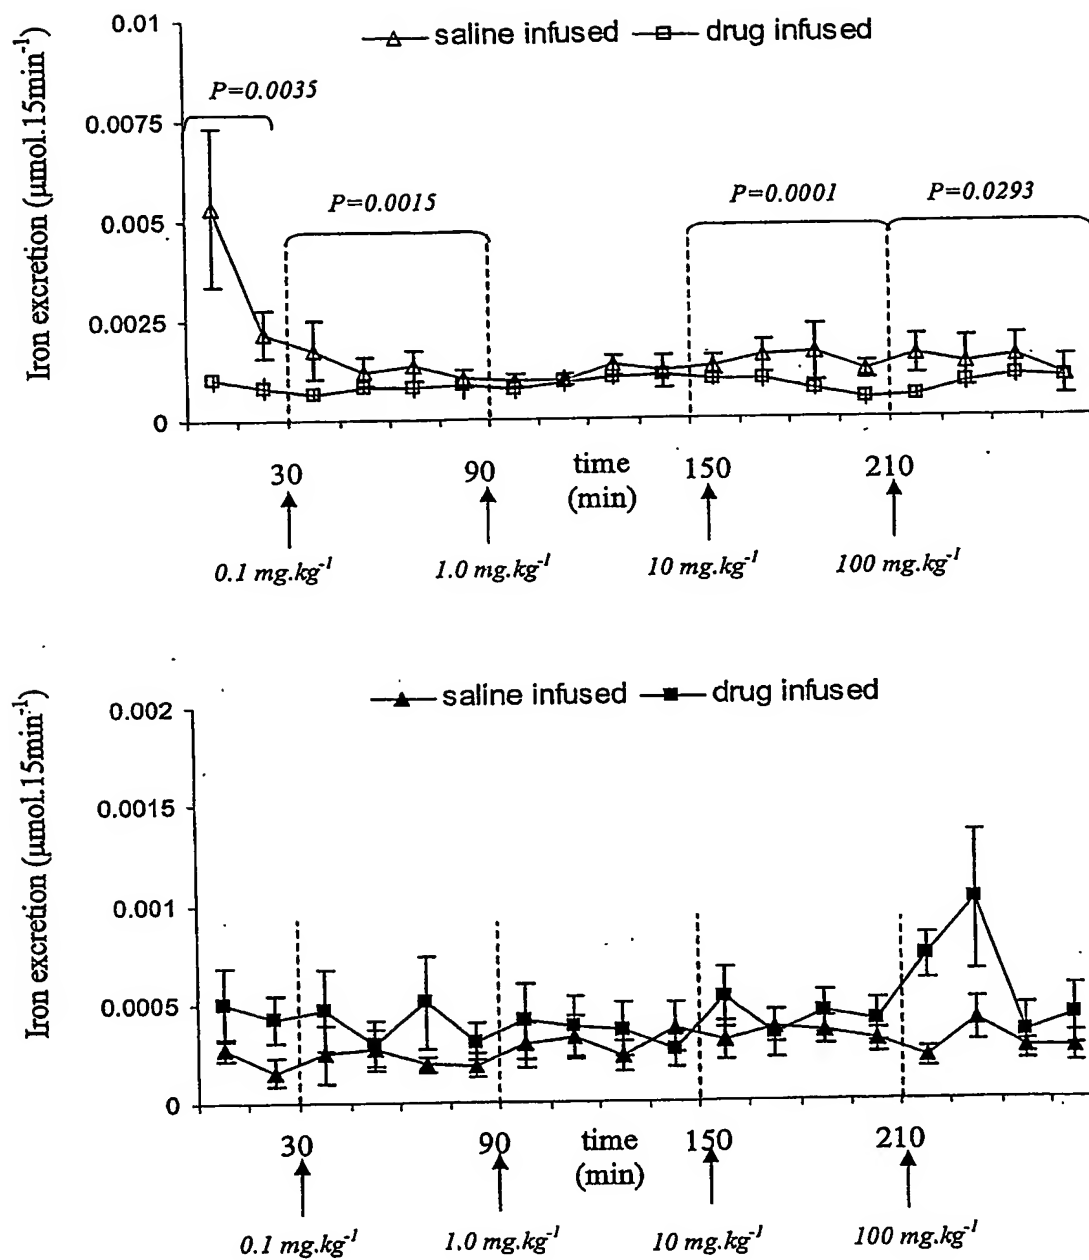 saline infused drug infused
Iron excretion (µmol.15min⁻¹)
0.01
0.0075
0.005
0.0025
0
P=0.0035
P=0.0015
P=0.0001
P=0.0293
30 90 time (min) 150 210
0.1 mg.kg⁻¹ 1.0 mg.kg⁻¹ 10 mg.kg⁻¹ 100 mg.kg⁻¹
saline infused drug infused
Iron excretion (µmol.15min⁻¹)
0.002
0.0015
0.001
0.0005
0
30 90 time (min) 150 210
0.1 mg.kg⁻¹ 1.0 mg.kg⁻¹ 10 mg.kg⁻¹ 100 mg.kg⁻¹